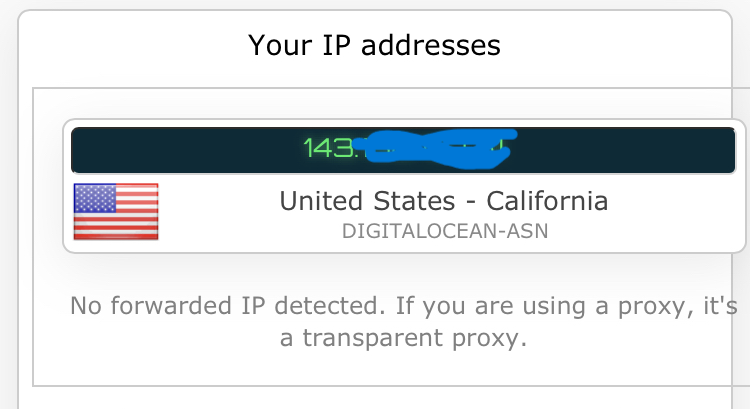 Your IP addresses
143.
United States - California
DIGITALOCEAN-ASN
No forwarded IP detected. If you are using a proxy, it's
a transparent proxy.